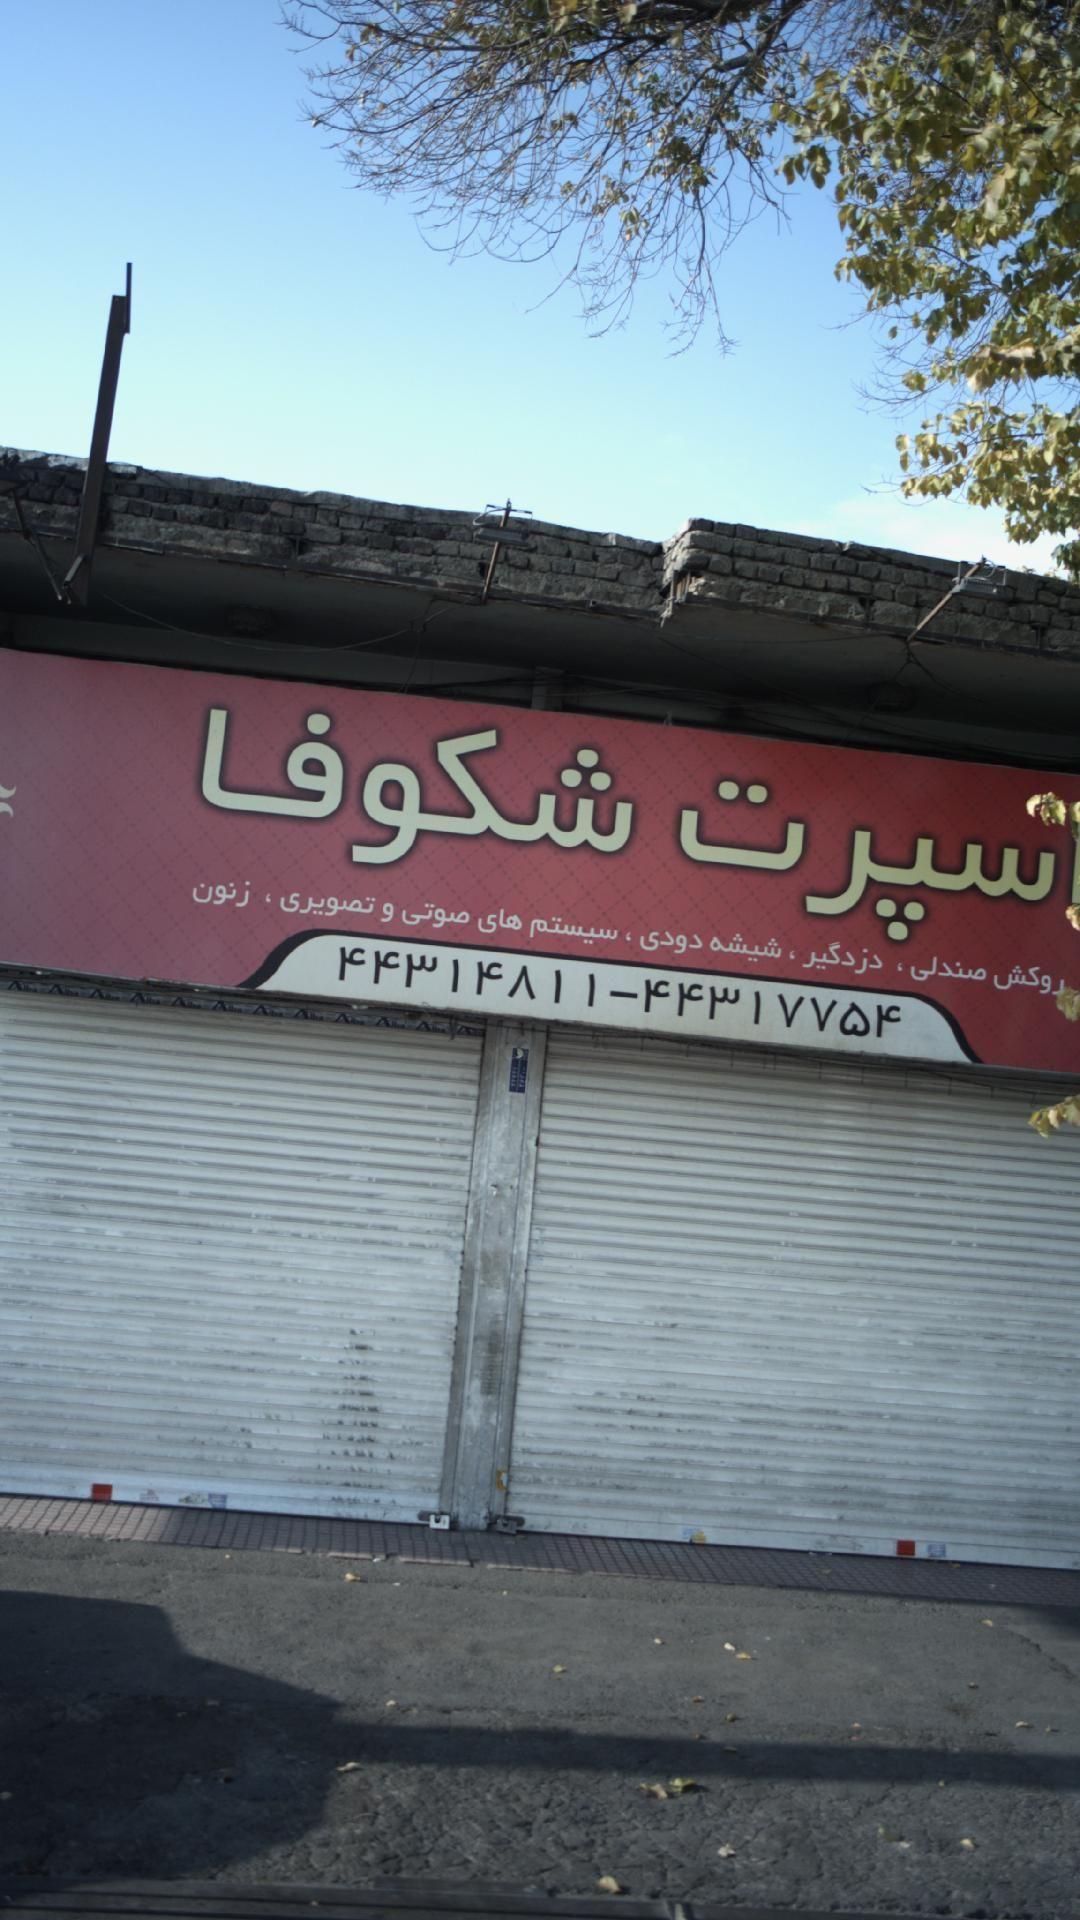 اسپرت شکوفا
روکش صندلی ، دزدگیر ، شیشه دودی ، سیستم های صوتی و تصویری ، زنون
۴۴۳۱۴۸۱۱-۴۴۳۱۷۷۵۴